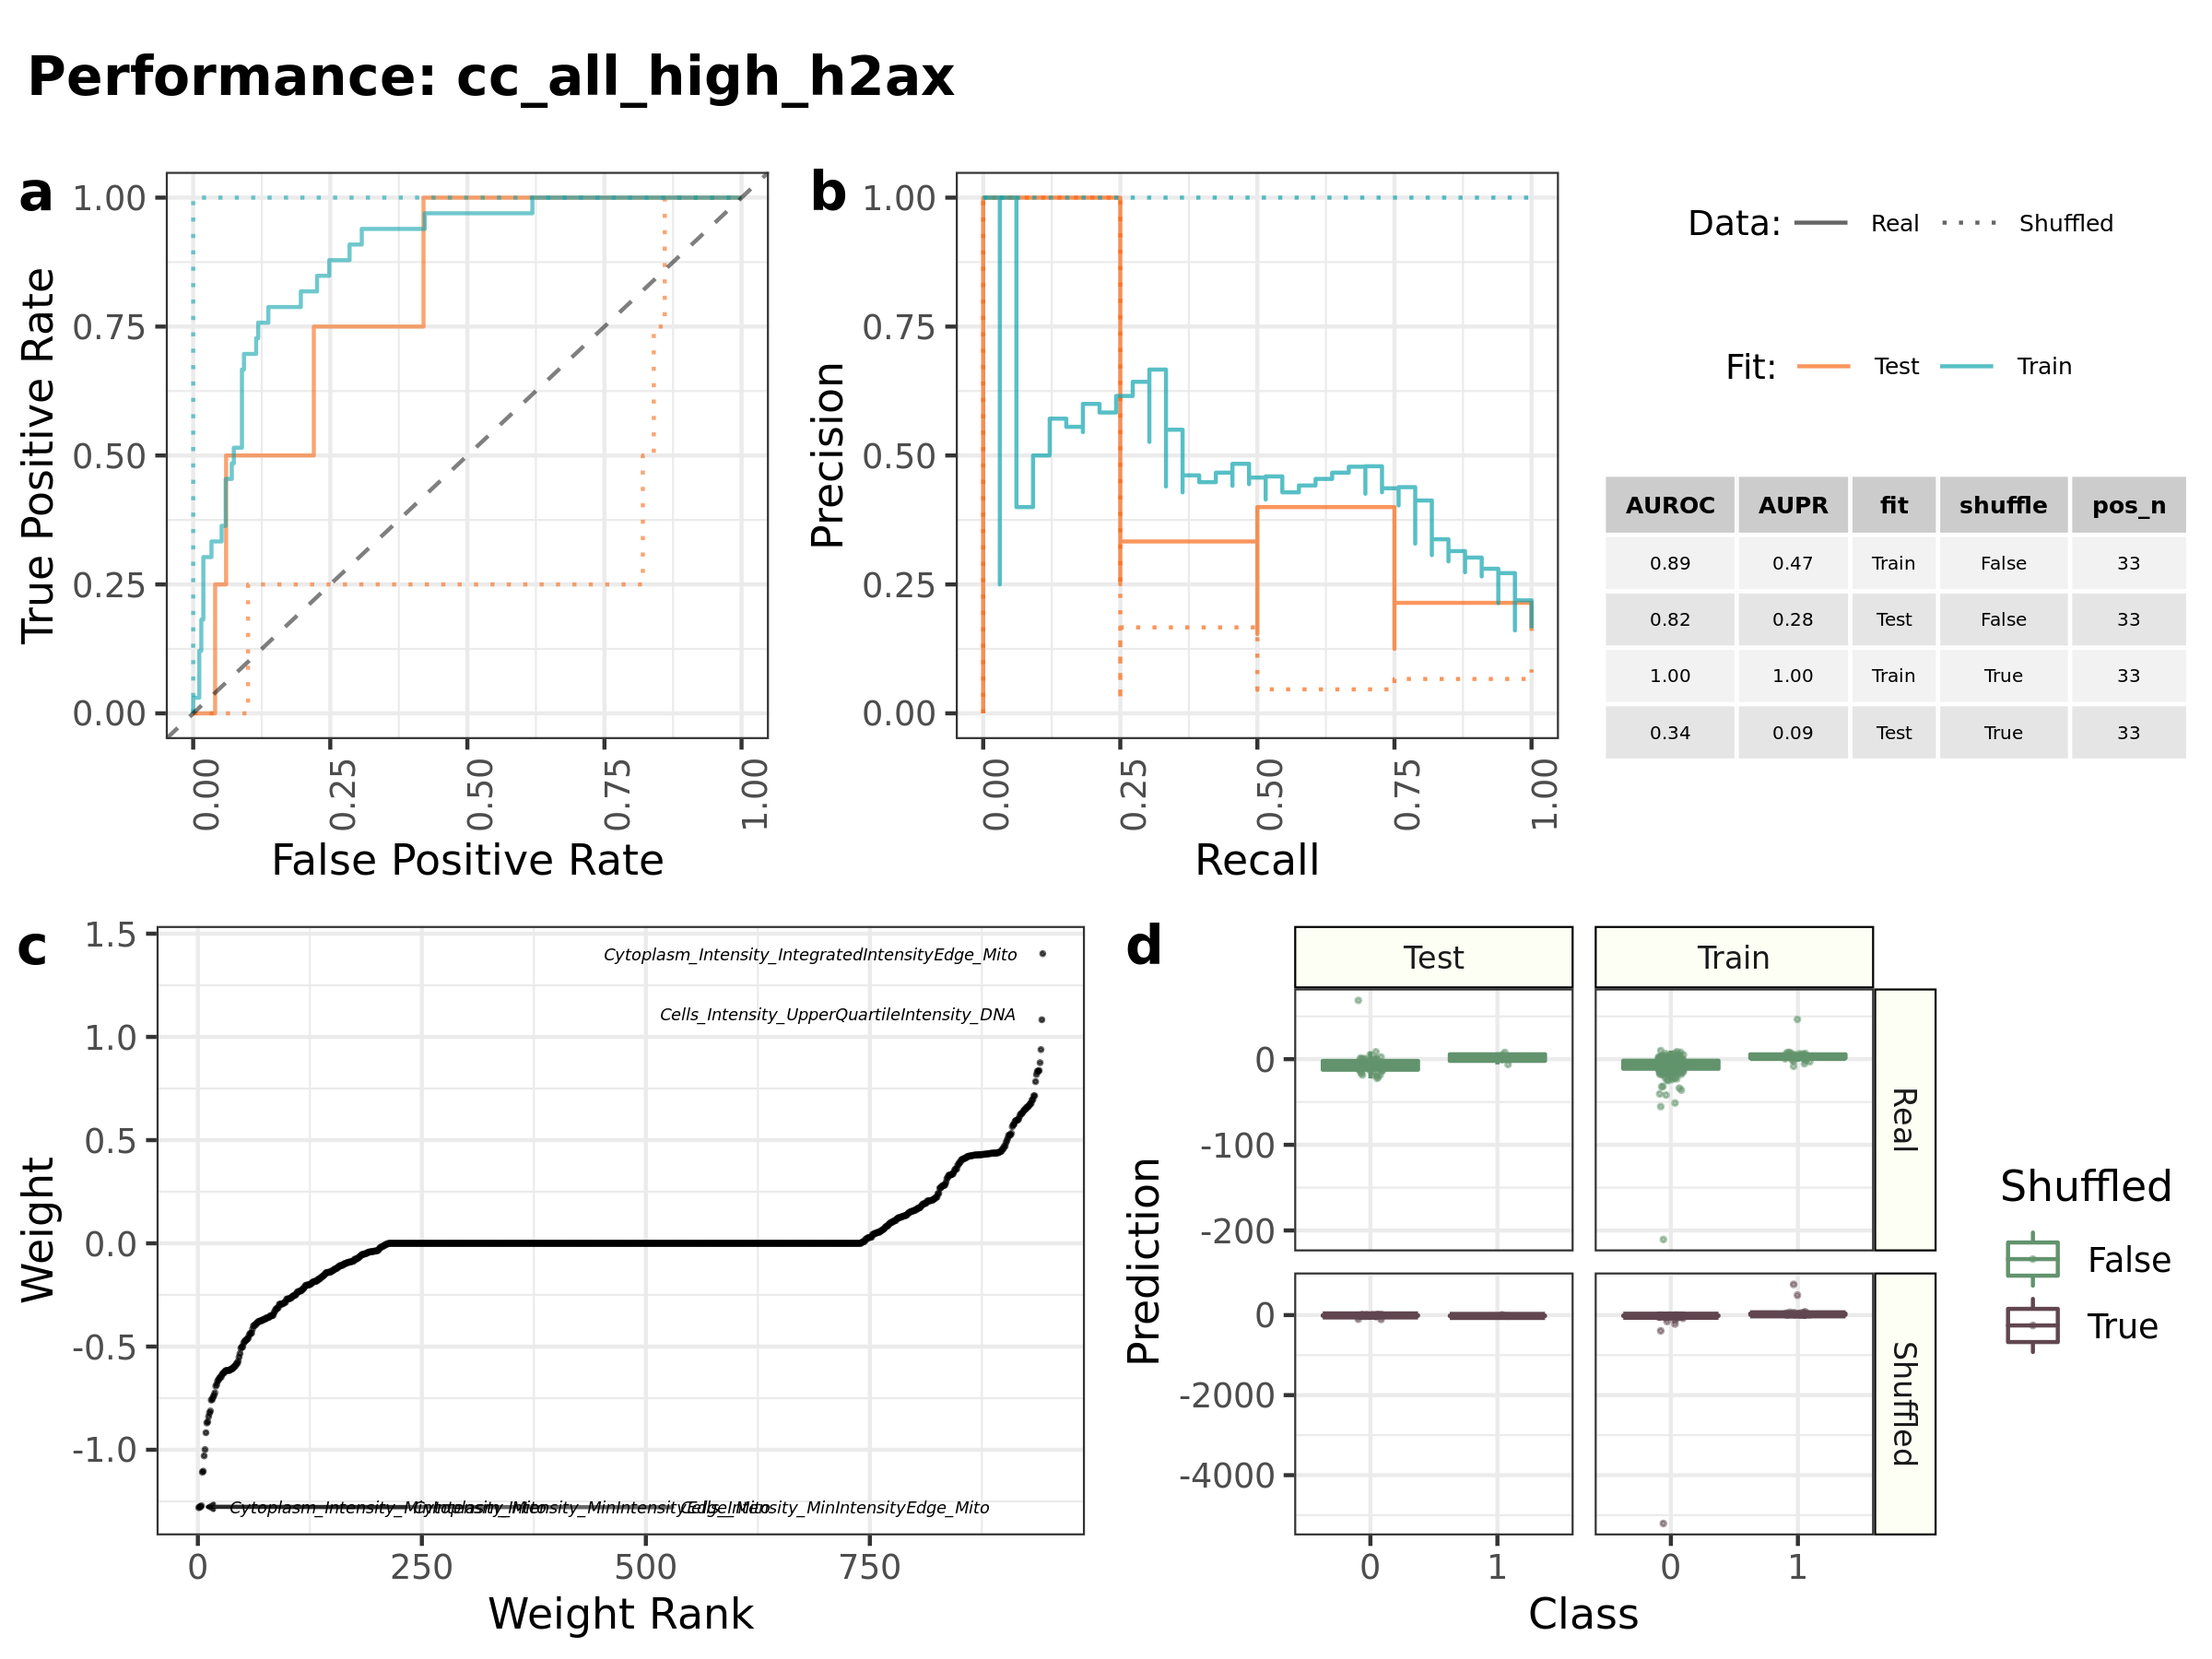 Performance: cc_all_high_h2ax
a
1.00
0.75
0.50
0.25
0.00
True Positive Rate
0.00
0.25
0.50
0.75
1.00
False Positive Rate
b
1.00
0.75
0.50
0.25
0.00
Precision
0.00
0.25
0.50
0.75
1.00
Recall
Data: Real Shuffled
Fit: Test Train
AUROC AUPR fit shuffle pos_n
0.89 0.47 Train False 33
0.82 0.28 Test False 33
1.00 1.00 Train True 33
0.34 0.09 Test True 33
c
1.5
1.0
0.5
0.0
-0.5
-1.0
Weight
Cytoplasm_Intensity_IntegratedIntensityEdge_Mito
Cells_Intensity_UpperQuartileIntensity_DNA
Cells_Intensity_MinIntensityEdge_Mito
0 250 500 750
Weight Rank
d
Test Train
0
-100
-200
Real
0
-2000
-4000
Shuffled
Prediction
0 1 0 1
Class
Shuffled
False
True